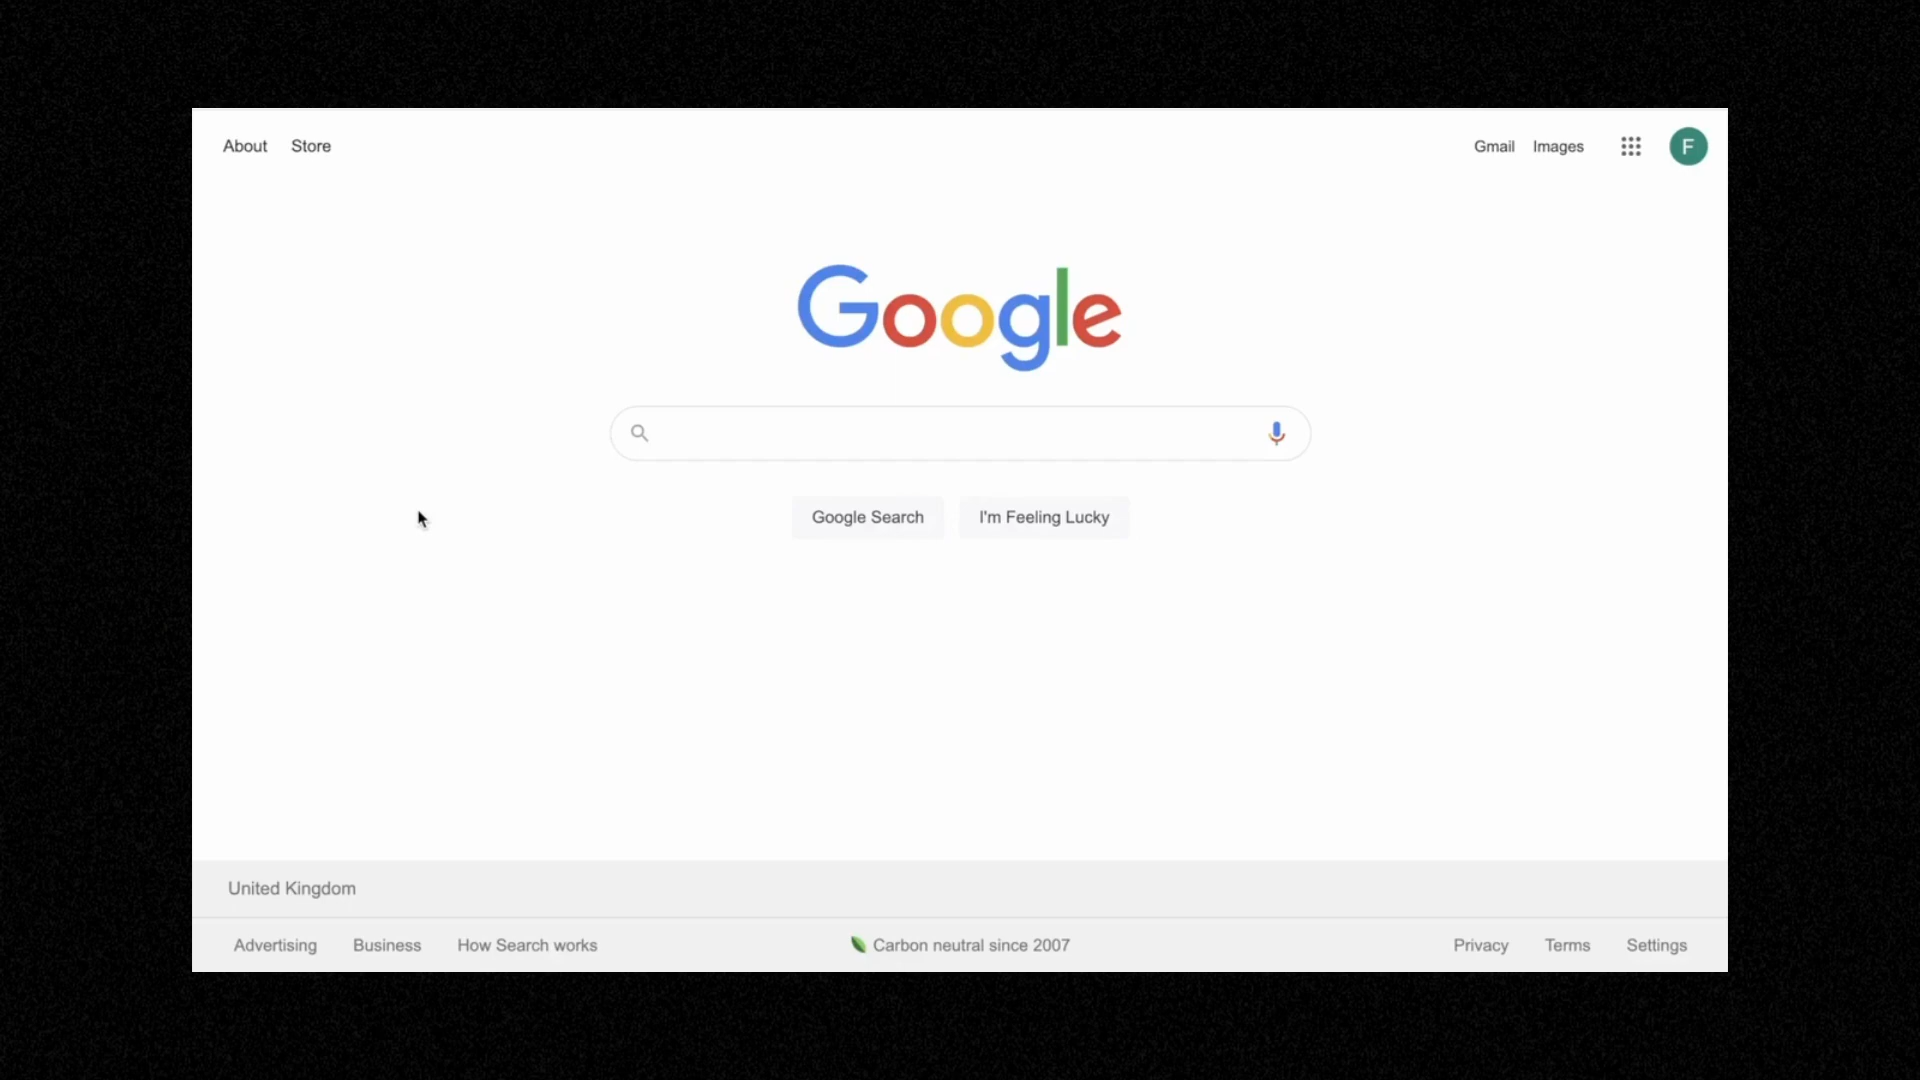 About Store Gmail Images F
Google
Google Search I'm Feeling Lucky
United Kingdom
Advertising Business How Search works Carbon neutral since 2007 Privacy Terms Settings